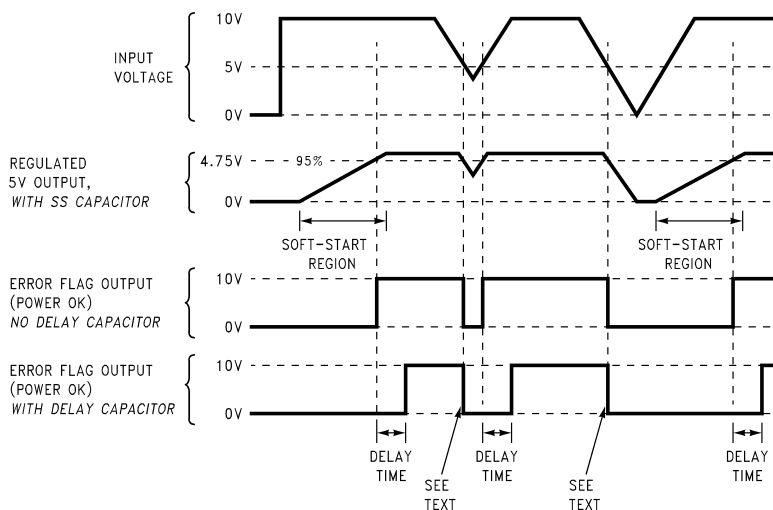 INPUT
VOLTAGE
10V
5V
0V
REGULATED
5V OUTPUT,
WITH SS CAPACITOR
4.75V
95%
0V
SOFT-START
REGION
SOFT-START
REGION
ERROR FLAG OUTPUT
(POWER OK)
NO DELAY CAPACITOR
10V
0V
ERROR FLAG OUTPUT
(POWER OK)
WITH DELAY CAPACITOR
10V
0V
DELAY
TIME
SEE
TEXT
DELAY
TIME
SEE
TEXT
DELAY
TIME